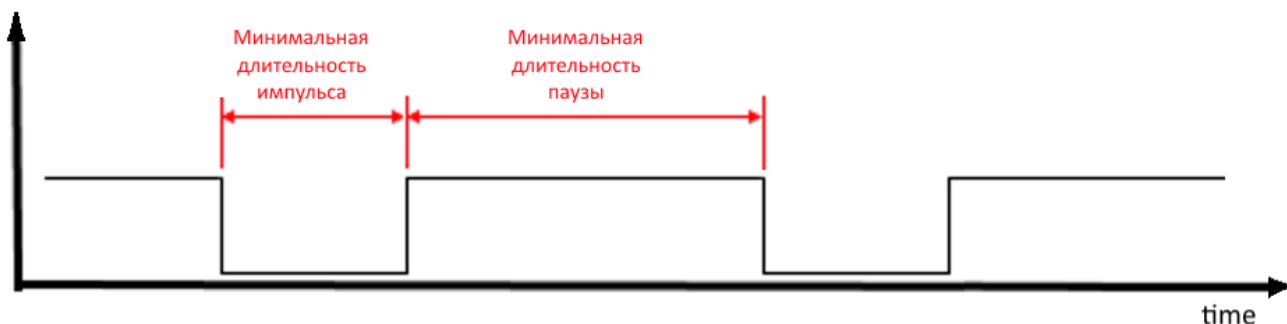 Минимальная
длительность
импульса
Минимальная
длительность
паузы
time